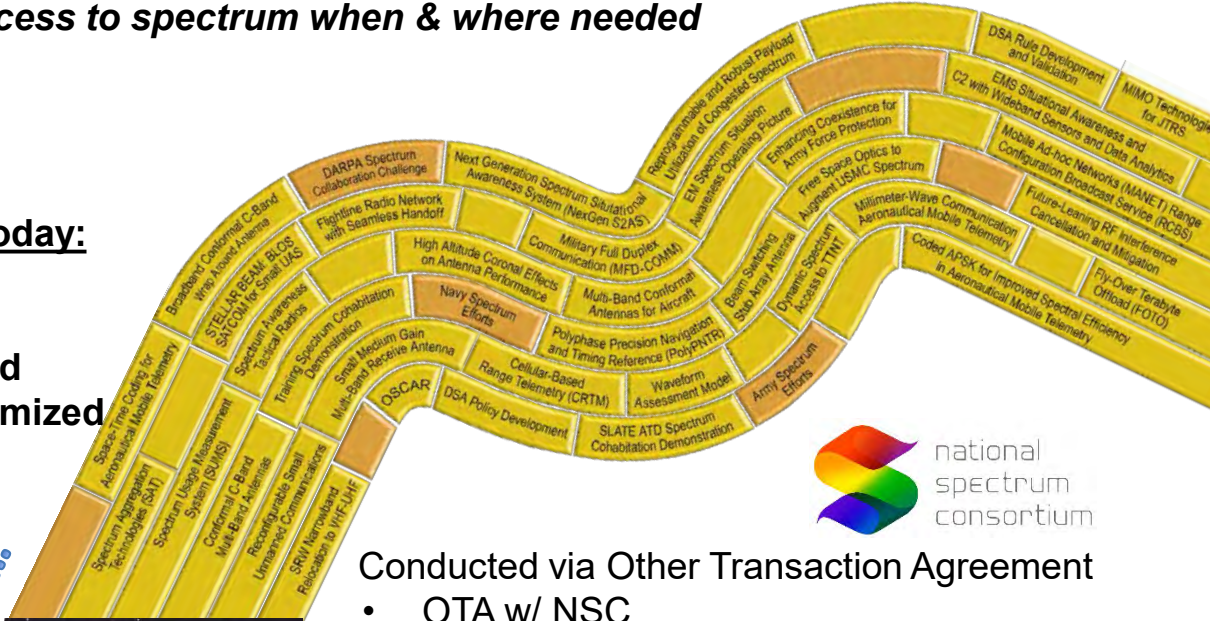 cess to spectrum when & where needed
oday:
d
mized
DARPA Spectrum
Collaboration Challenge
Next Generation Spectrum Situtational
Awareness System (NexGen S2AS)
Reprogrammable and Robust Payload
Utilization of Congested Spectrum
DSA Rule Development
and Validation
MIMO Technologie
for JTRS
Broadband Conformal C-Band
Wrap Around Antenna
Flightline Radio Network
with Seamless Handoff
Military Full Duplex
Communication (MFD-COMM)
EM Spectrum Situation
Awareness Operating Picture
EMS Situational Awareness and
C2 with Wideband Sensors and Data Analytics
STELLAR BEAM: BLOS
SATCOM for Small UAS
High Altitude Coronal Effects
on Antenna Performance
Multi-Band Conformal
Antennas for Aircraft
Enhancing Coexistence for
Army Force Protection
Mobile Ad-hoc Networks (MANET) Range
Configuration Broadcast Service (RCBS)
Spectrum Awareness
Tactical Radios
Navy Spectrum
Efforts
Polyphase Precision Navigation
and Timing Reference (PolyPNTR)
Beam Switching
Stub Array Antenna
Free Space Optics to
Augment USMC Spectrum
Future-Leaning RF Interference
Cancellation and Mitigation
Space-Time Coding for
Aeronautical Mobile Telemetry
Training Spectrum Cohabitation
Demonstration
Cellular-Based
Range Telemetry (CRTM)
Waveform
Assessment Model
Dynamic Spectrum
Access to TTNT
Millimeter-Wave Communication
Aeronautical Mobile Telemetry
Fly-Over Terabyte
Offload (FOTO)
Small Medium Gain
Multi-Band Receive Antenna
OSCAR
DSA Policy Development
SLATE ATD Spectrum
Cohabitation Demonstration
Army Spectrum
Efforts
Coded APSK for Improved Spectral Efficiency
in Aeronautical Mobile Telemetry
Spectrum Aggregation
Technologies (SAT)
Spectrum Usage Measurement
System (SUMS)
Conformal C-Band
Multi-Band Antennas
Reconfigurable Small
Unmanned Communications
SRW Narrowband
Relocation to VHF-UHF
national
spectrum
consortium
Conducted via Other Transaction Agreement
• OTA w/ NSC